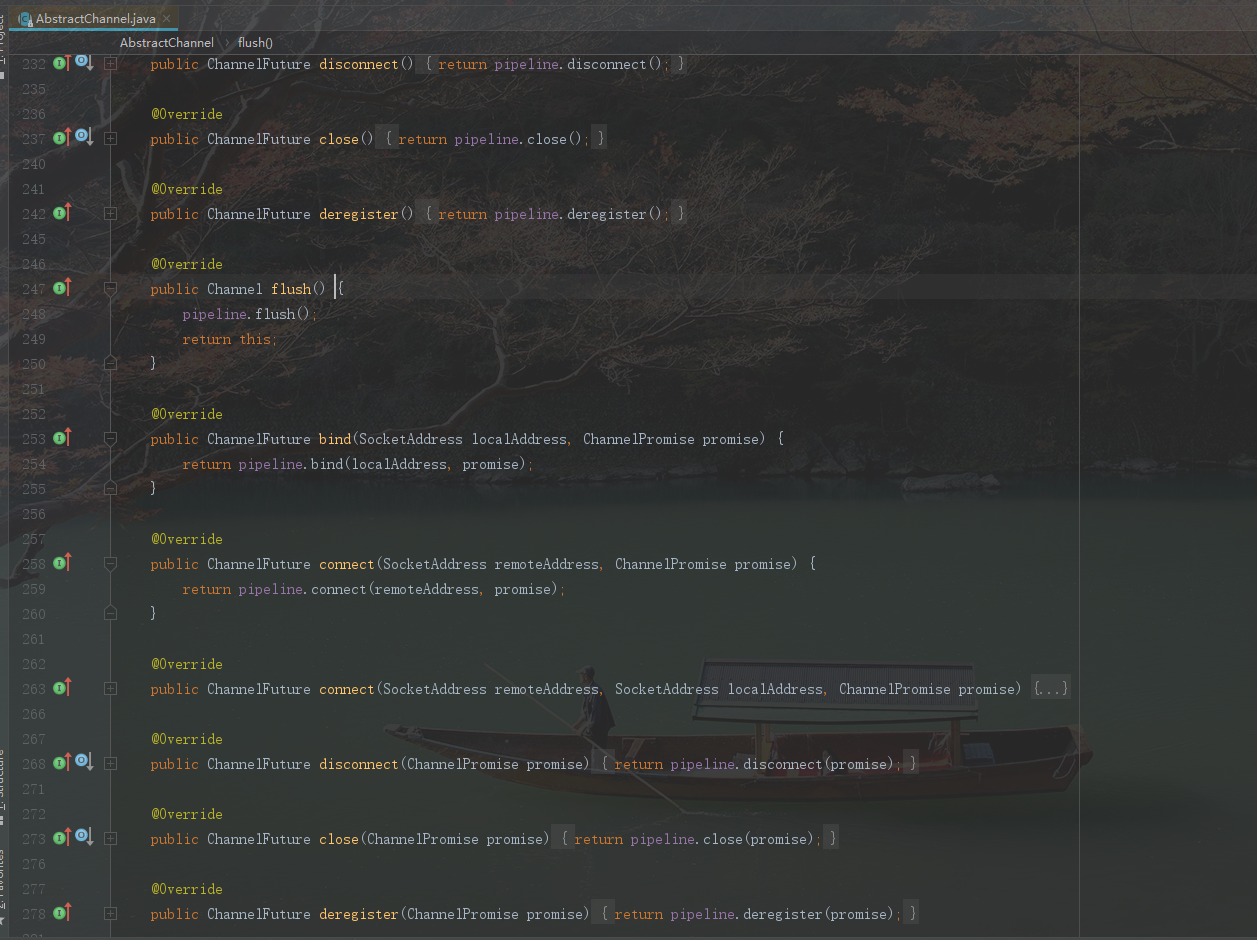 AbstractChannel.java
AbstractChannel flush()
232 public ChannelFuture disconnect() { return pipeline.disconnect(); }
235
236 @Override
237 public ChannelFuture close() { return pipeline.close(); }
240
241 @Override
242 public ChannelFuture deregister() { return pipeline.deregister(); }
245
246 @Override
247 public Channel flush() {
248 pipeline.flush();
249 return this;
250 }
251
252 @Override
253 public ChannelFuture bind(SocketAddress localAddress, ChannelPromise promise) {
254 return pipeline.bind(localAddress, promise);
255 }
256
257 @Override
258 public ChannelFuture connect(SocketAddress remoteAddress, ChannelPromise promise) {
259 return pipeline.connect(remoteAddress, promise);
260 }
261
262 @Override
263 public ChannelFuture connect(SocketAddress remoteAddress, SocketAddress localAddress, ChannelPromise promise) {...}
266
267 @Override
268 public ChannelFuture disconnect(ChannelPromise promise) { return pipeline.disconnect(promise); }
271
272 @Override
273 public ChannelFuture close(ChannelPromise promise) { return pipeline.close(promise); }
276
277 @Override
278 public ChannelFuture deregister(ChannelPromise promise) { return pipeline.deregister(promise); }